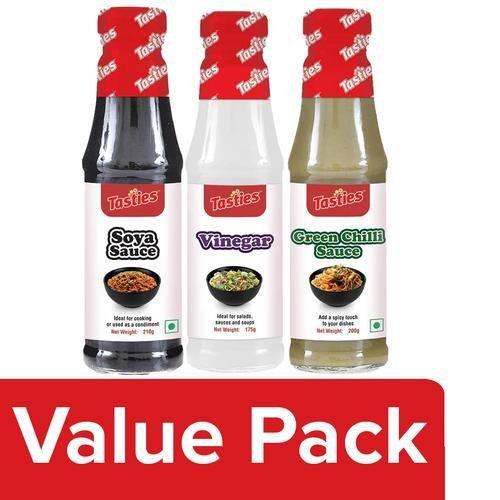 Tasties
Tasties
Tasties
Tasties
Tasties
Tasties
Soya
Sauce
Ideal for cooking
or used as a condiment
Net Weight: 210g
Vinegar
Ideal for salads,
sauces and soups
Net Weight: 175g
Green Chilli
Sauce
Add a spicy touch
to your dishes
Net Weight: 200g
Value Pack